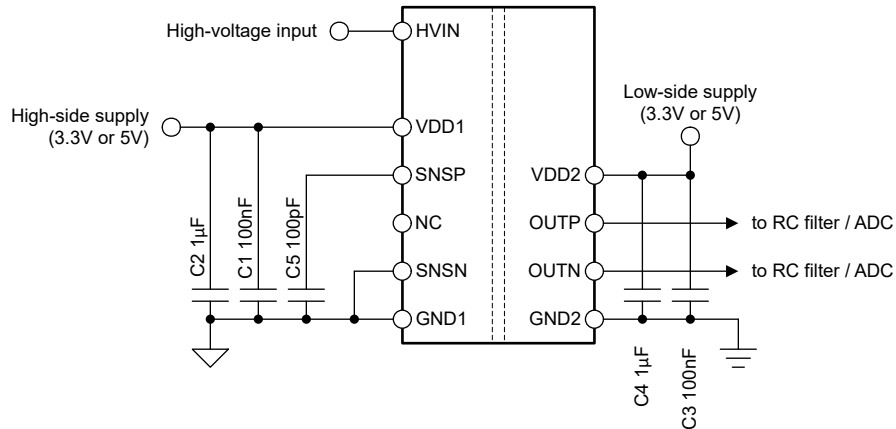 High-voltage input
HVIN
High-side supply
(3.3V or 5V)
VDD1
Low-side supply
(3.3V or 5V)
SNSP
VDD2
NC
OUTP
to RC filter / ADC
SNSN
OUTN
to RC filter / ADC
GND1
GND2
C2 1µF
C1 100nF
C5 100pF
C4 1µF
C3 100nF